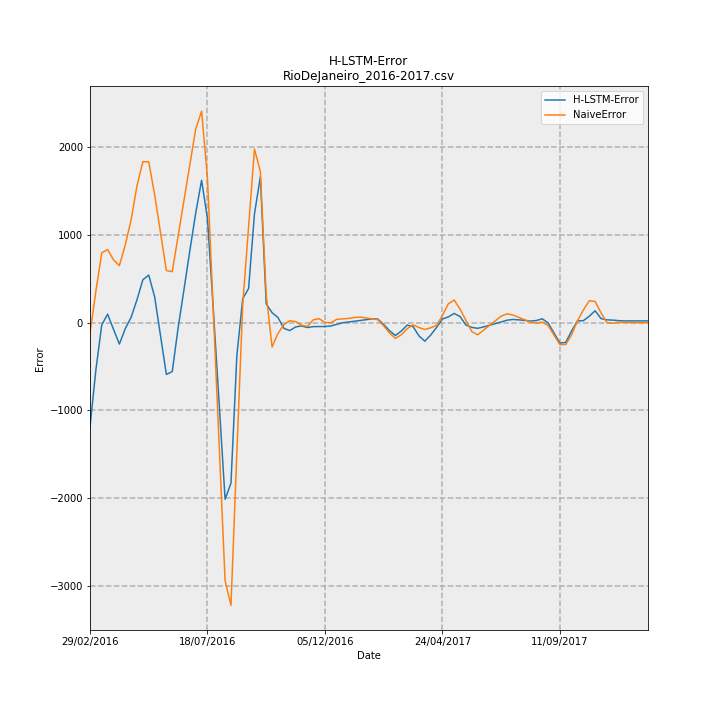 H-LSTM-Error
RioDeJaneiro_2016-2017.csv
H-LSTM-Error
NaiveError
2000
1000
0
−1000
−2000
−3000
Error
29/02/2016
18/07/2016
05/12/2016
24/04/2017
11/09/2017
Date